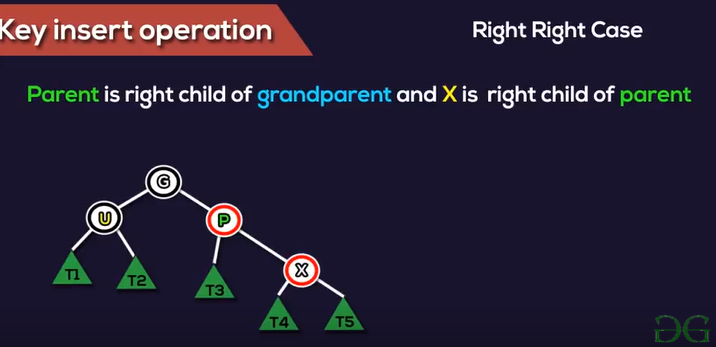 Key insert operation
Right Right Case
Parent is right child of grandparent and X is right child of parent
G
U
P
T1
T2
T3
X
T4
T5
GG